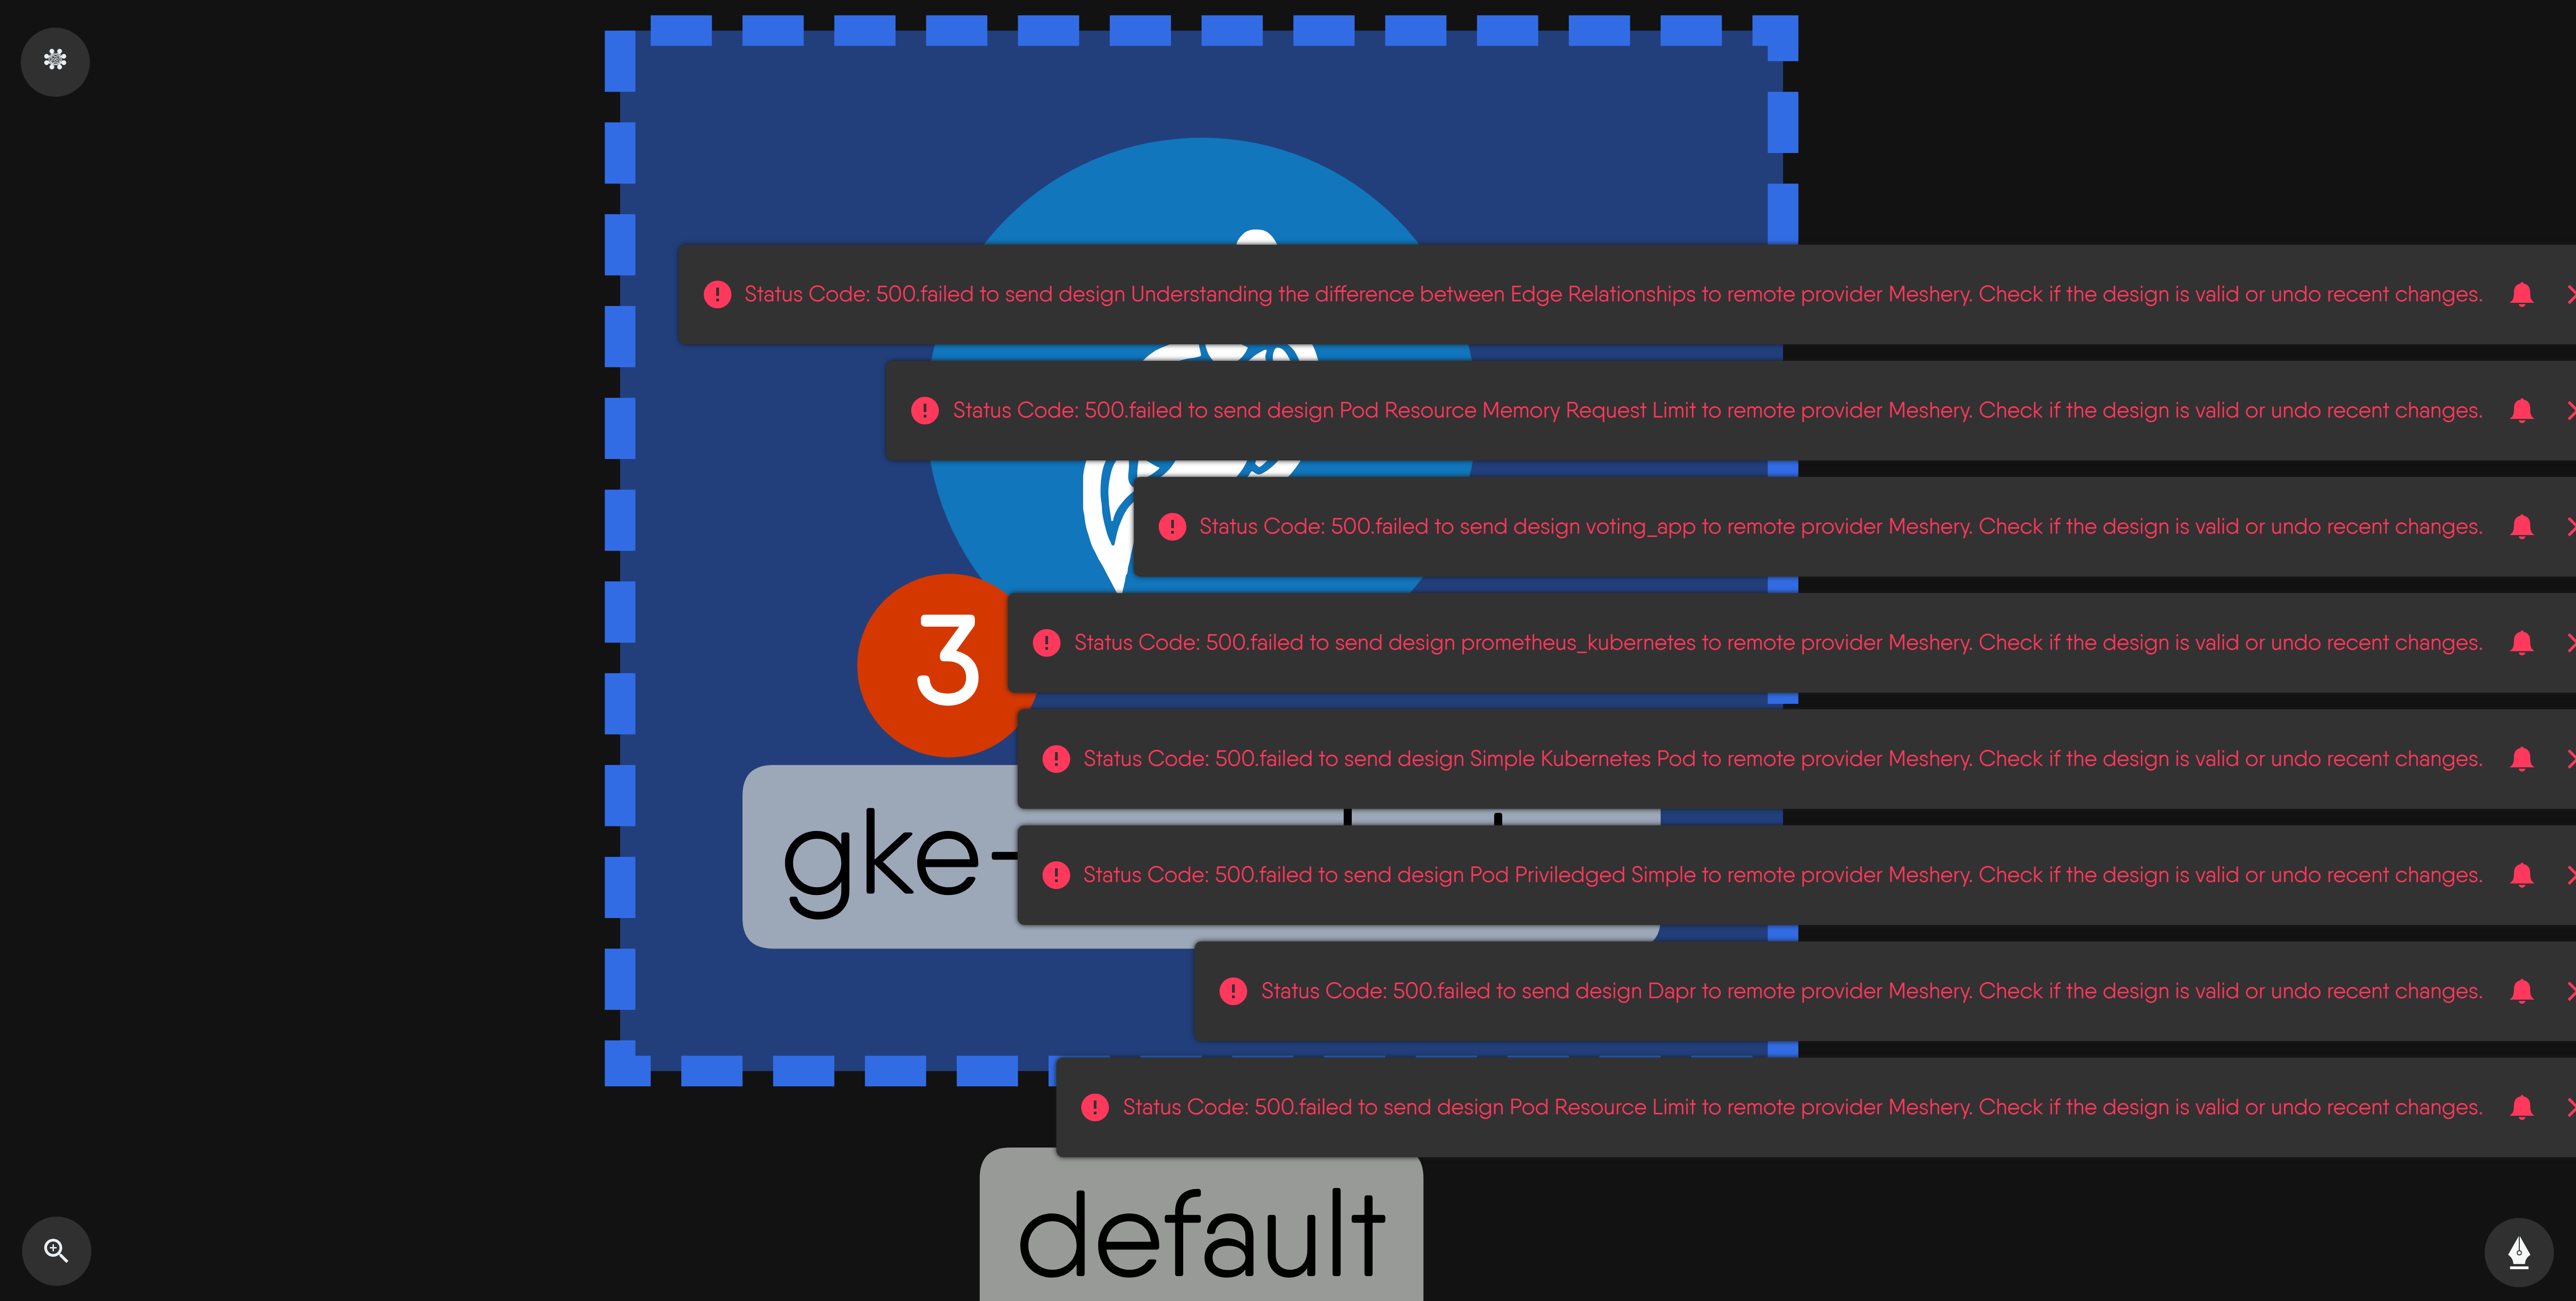 Status Code: 500.failed to send design Understanding the difference between Edge Relationships to remote provider Meshery. Check if the design is valid or undo recent changes.
Status Code: 500.failed to send design Pod Resource Memory Request Limit to remote provider Meshery. Check if the design is valid or undo recent changes.
Status Code: 500.failed to send design voting_app to remote provider Meshery. Check if the design is valid or undo recent changes.
3
Status Code: 500.failed to send design prometheus_kubernetes to remote provider Meshery. Check if the design is valid or undo recent changes.
Status Code: 500.failed to send design Simple Kubernetes Pod to remote provider Meshery. Check if the design is valid or undo recent changes.
gke-
Status Code: 500.failed to send design Pod Priviledged Simple to remote provider Meshery. Check if the design is valid or undo recent changes.
Status Code: 500.failed to send design Dapr to remote provider Meshery. Check if the design is valid or undo recent changes.
Status Code: 500.failed to send design Pod Resource Limit to remote provider Meshery. Check if the design is valid or undo recent changes.
default